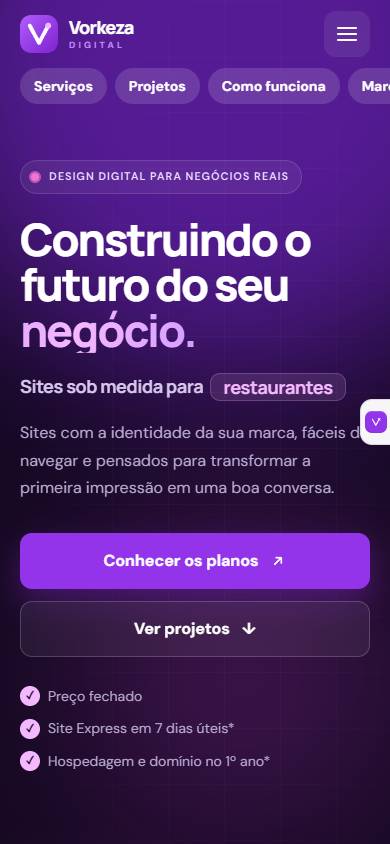 Vorkeza
DIGITAL
Serviços Projetos Como funciona
DESIGN DIGITAL PARA NEGÓCIOS REAIS
Construindo o
futuro do seu
negócio.
Sites sob medida para restaurantes
Sites com a identidade da sua marca, fáceis
navegar e pensados para transformar a
primeira impressão em uma boa conversa.
Conhecer os planos ↗
Ver projetos ↓
Preço fechado
Site Express em 7 dias úteis*
Hospedagem e domínio no 1º ano*